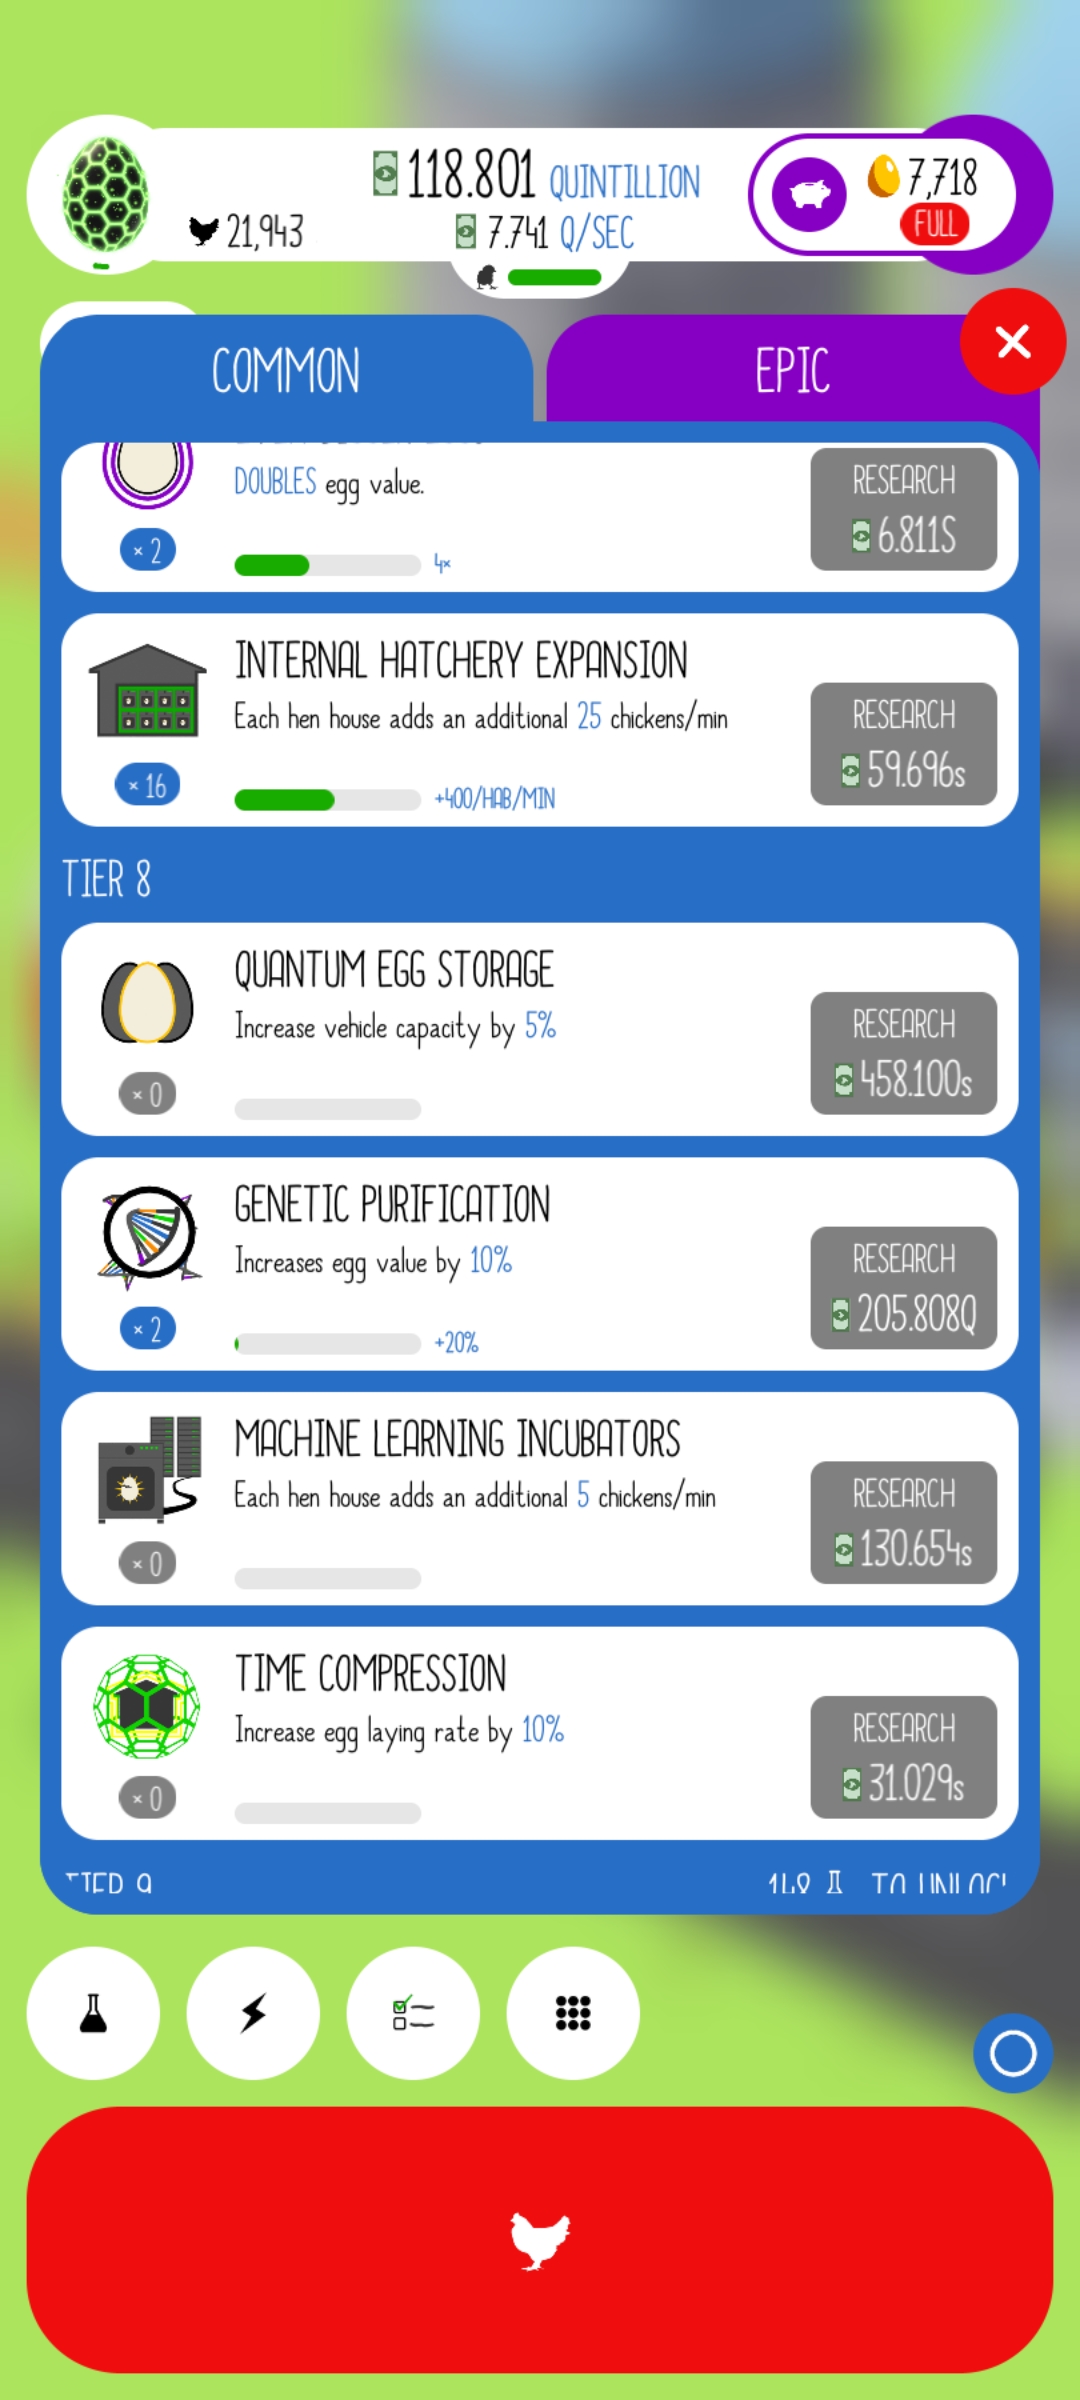 118.801 QUINTILLION
21,943
7.741 Q/SEC
7,718
FULL
COMMON
EPIC
DOUBLES egg value.
× 2
4×
RESEARCH
6.811S
INTERNAL HATCHERY EXPANSION
Each hen house adds an additional 25 chickens/min
× 16
+400/HAB/MIN
RESEARCH
59.696s
TIER 8
QUANTUM EGG STORAGE
Increase vehicle capacity by 5%
× 0
RESEARCH
458.100s
GENETIC PURIFICATION
Increases egg value by 10%
× 2
+20%
RESEARCH
205.808Q
MACHINE LEARNING INCUBATORS
Each hen house adds an additional 5 chickens/min
× 0
RESEARCH
130.654s
TIME COMPRESSION
Increase egg laying rate by 10%
× 0
RESEARCH
31.029s
TIER 9
TO UNLOCK